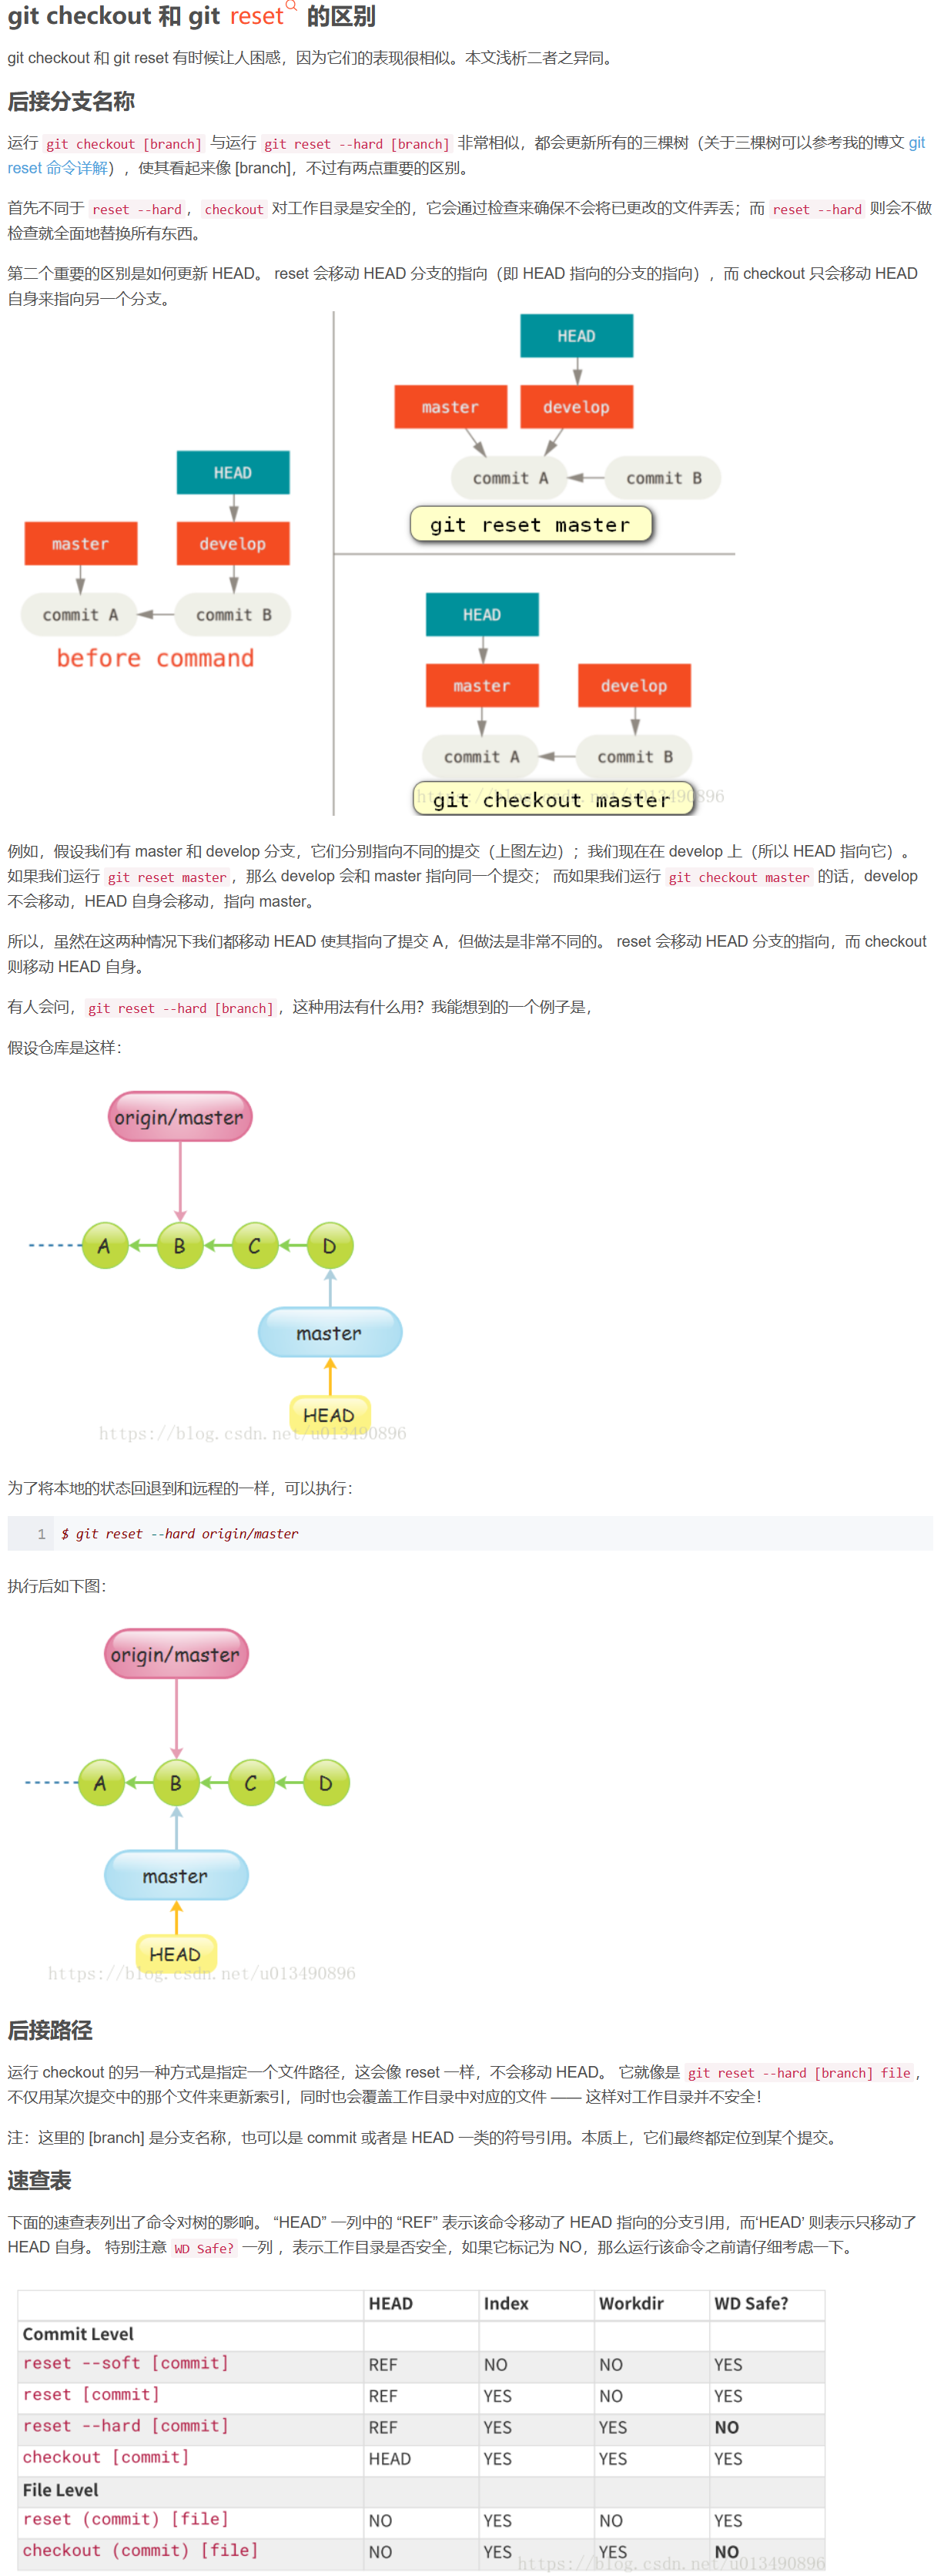 git checkout 和 git reset 的区别
git checkout 和 git reset 有时候让人困惑，因为它们的表现很相似。本文浅析二者之异同。
后接分支名称
运行 git checkout [branch] 与运行 git reset --hard [branch] 非常相似，都会更新所有的三棵树（关于三棵树可以参考我的博文 git
reset 命令详解），使其看起来像 [branch]，不过有两点重要的区别。
首先不同于 reset --hard，checkout 对工作目录是安全的，它会通过检查来确保不会将已更改的文件弄丢；而 reset --hard 则会不做
检查就全面地替换所有东西。
第二个重要的区别是如何更新 HEAD。 reset 会移动 HEAD 分支的指向（即 HEAD 指向的分支的指向），而 checkout 只会移动 HEAD
自身来指向另一个分支。
HEAD
master
develop
commit A
commit B
before command
HEAD
master
develop
commit A
commit B
git reset master
HEAD
master
develop
commit A
commit B
git checkout master
https://blog.csdn.net/u013490896
例如，假设我们有 master 和 develop 分支，它们分别指向不同的提交（上图左边）；我们现在在 develop 上（所以 HEAD 指向它）。
如果我们运行 git reset master，那么 develop 会和 master 指向同一个提交； 而如果我们运行 git checkout master 的话，develop
不会移动，HEAD 自身会移动，指向 master。
所以，虽然在这两种情况下我们都移动 HEAD 使其指向了提交 A，但做法是非常不同的。 reset 会移动 HEAD 分支的指向，而 checkout
则移动 HEAD 自身。
有人会问，git reset --hard [branch]，这种用法有什么用？我能想到的一个例子是，
假设仓库是这样：
origin/master
A B C D
master
HEAD
https://blog.csdn.net/u013490896
为了将本地的状态回退到和远程的一样，可以执行：
1 $ git reset --hard origin/master
执行后如下图：
origin/master
A B C D
master
HEAD
https://blog.csdn.net/u013490896
后接路径
运行 checkout 的另一种方式是指定一个文件路径，这会像 reset 一样，不会移动 HEAD。 它就像是 git reset --hard [branch] file，
不仅用某次提交中的那个文件来更新索引，同时也会覆盖工作目录中对应的文件 —— 这样对工作目录并不安全！
注：这里的 [branch] 是分支名称，也可以是 commit 或者是 HEAD 一类的符号引用。本质上，它们最终都定位到某个提交。
速查表
下面的速查表列出了命令对树的影响。 “HEAD” 一列中的 “REF” 表示该命令移动了 HEAD 指向的分支引用，而‘HEAD’ 则表示只移动了
HEAD 自身。 特别注意 WD Safe? 一列 ，表示工作目录是否安全，如果它标记为 NO，那么运行该命令之前请仔细考虑一下。
HEAD Index Workdir WD Safe?
Commit Level
reset --soft [commit] REF NO NO YES
reset [commit] REF YES NO YES
reset --hard [commit] REF YES YES NO
checkout [commit] HEAD YES YES YES
File Level
reset (commit) [file] NO YES NO YES
checkout (commit) [file] NO YES YES NO
https://blog.csdn.net/u013490896